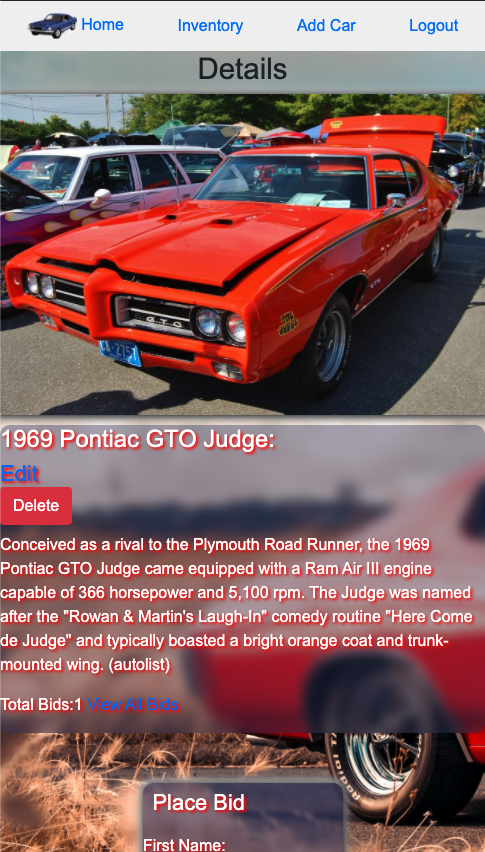 Home Inventory Add Car Logout
Details
GTO
THE JUDGE
GTO
1969 Pontiac GTO Judge:
Edit
Delete
Conceived as a rival to the Plymouth Road Runner, the 1969
Pontiac GTO Judge came equipped with a Ram Air III engine
capable of 366 horsepower and 5,100 rpm. The Judge was named
after the "Rowan & Martin's Laugh-In" comedy routine "Here Come
de Judge" and typically boasted a bright orange coat and trunk-
mounted wing. (autolist)
Total Bids:1 View All Bids
Place Bid
First Name: